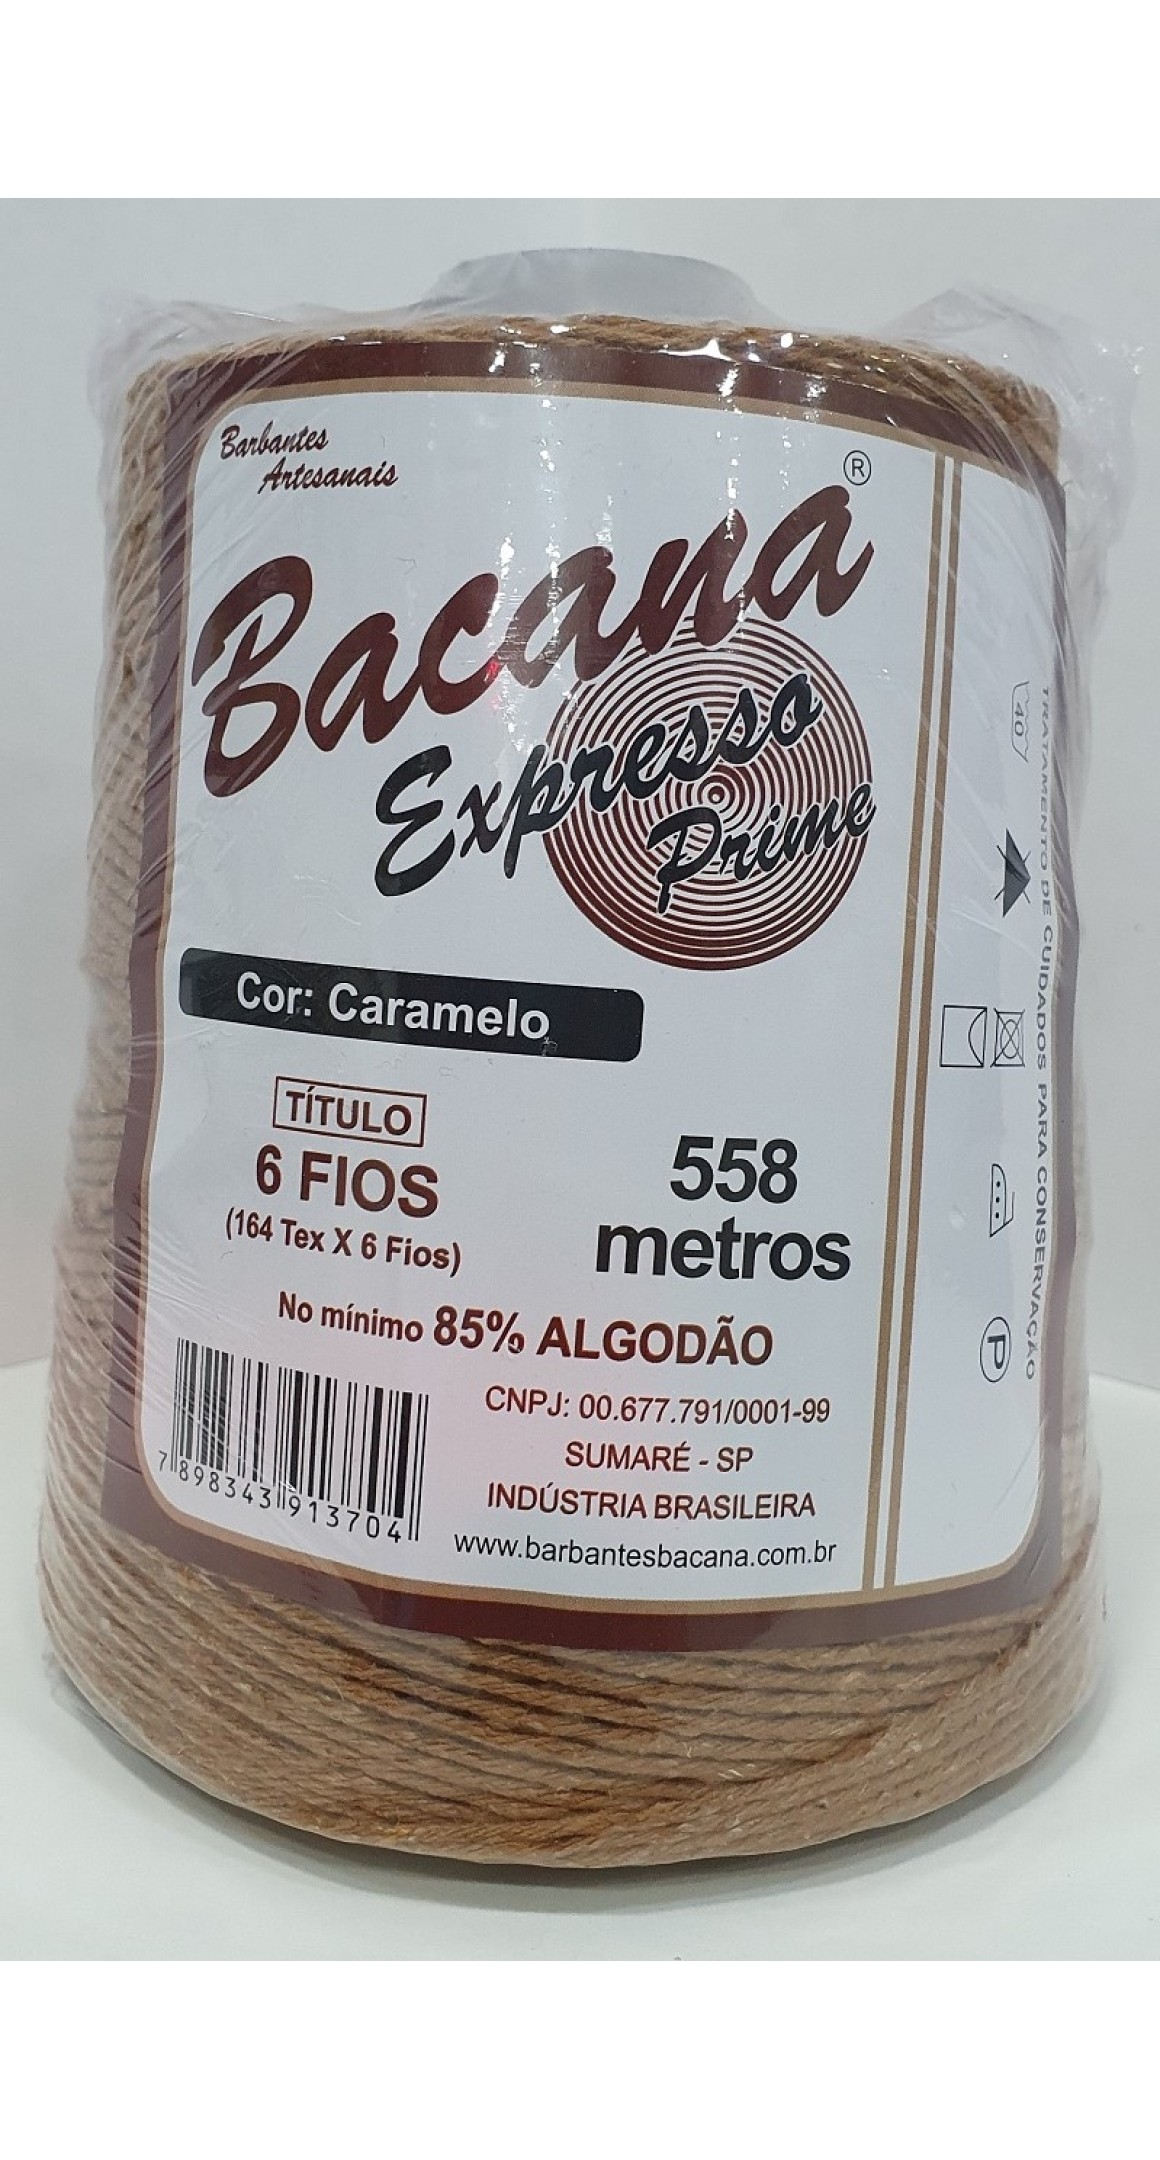 Barbantes
Artesanais
Bacana®
Expresso
Prime
Cor: Caramelo
TÍTULO
6 FIOS
(164 Tex X 6 Fios)
558
metros
No mínimo 85% ALGODÃO
CNPJ: 00.677.791/0001-99
SUMARÉ - SP
INDÚSTRIA BRASILEIRA
www.barbantesbacana.com.br
7 898343 913704
TRATAMENTO DE CUIDADOS PARA CONSERVAÇÃO
40
P